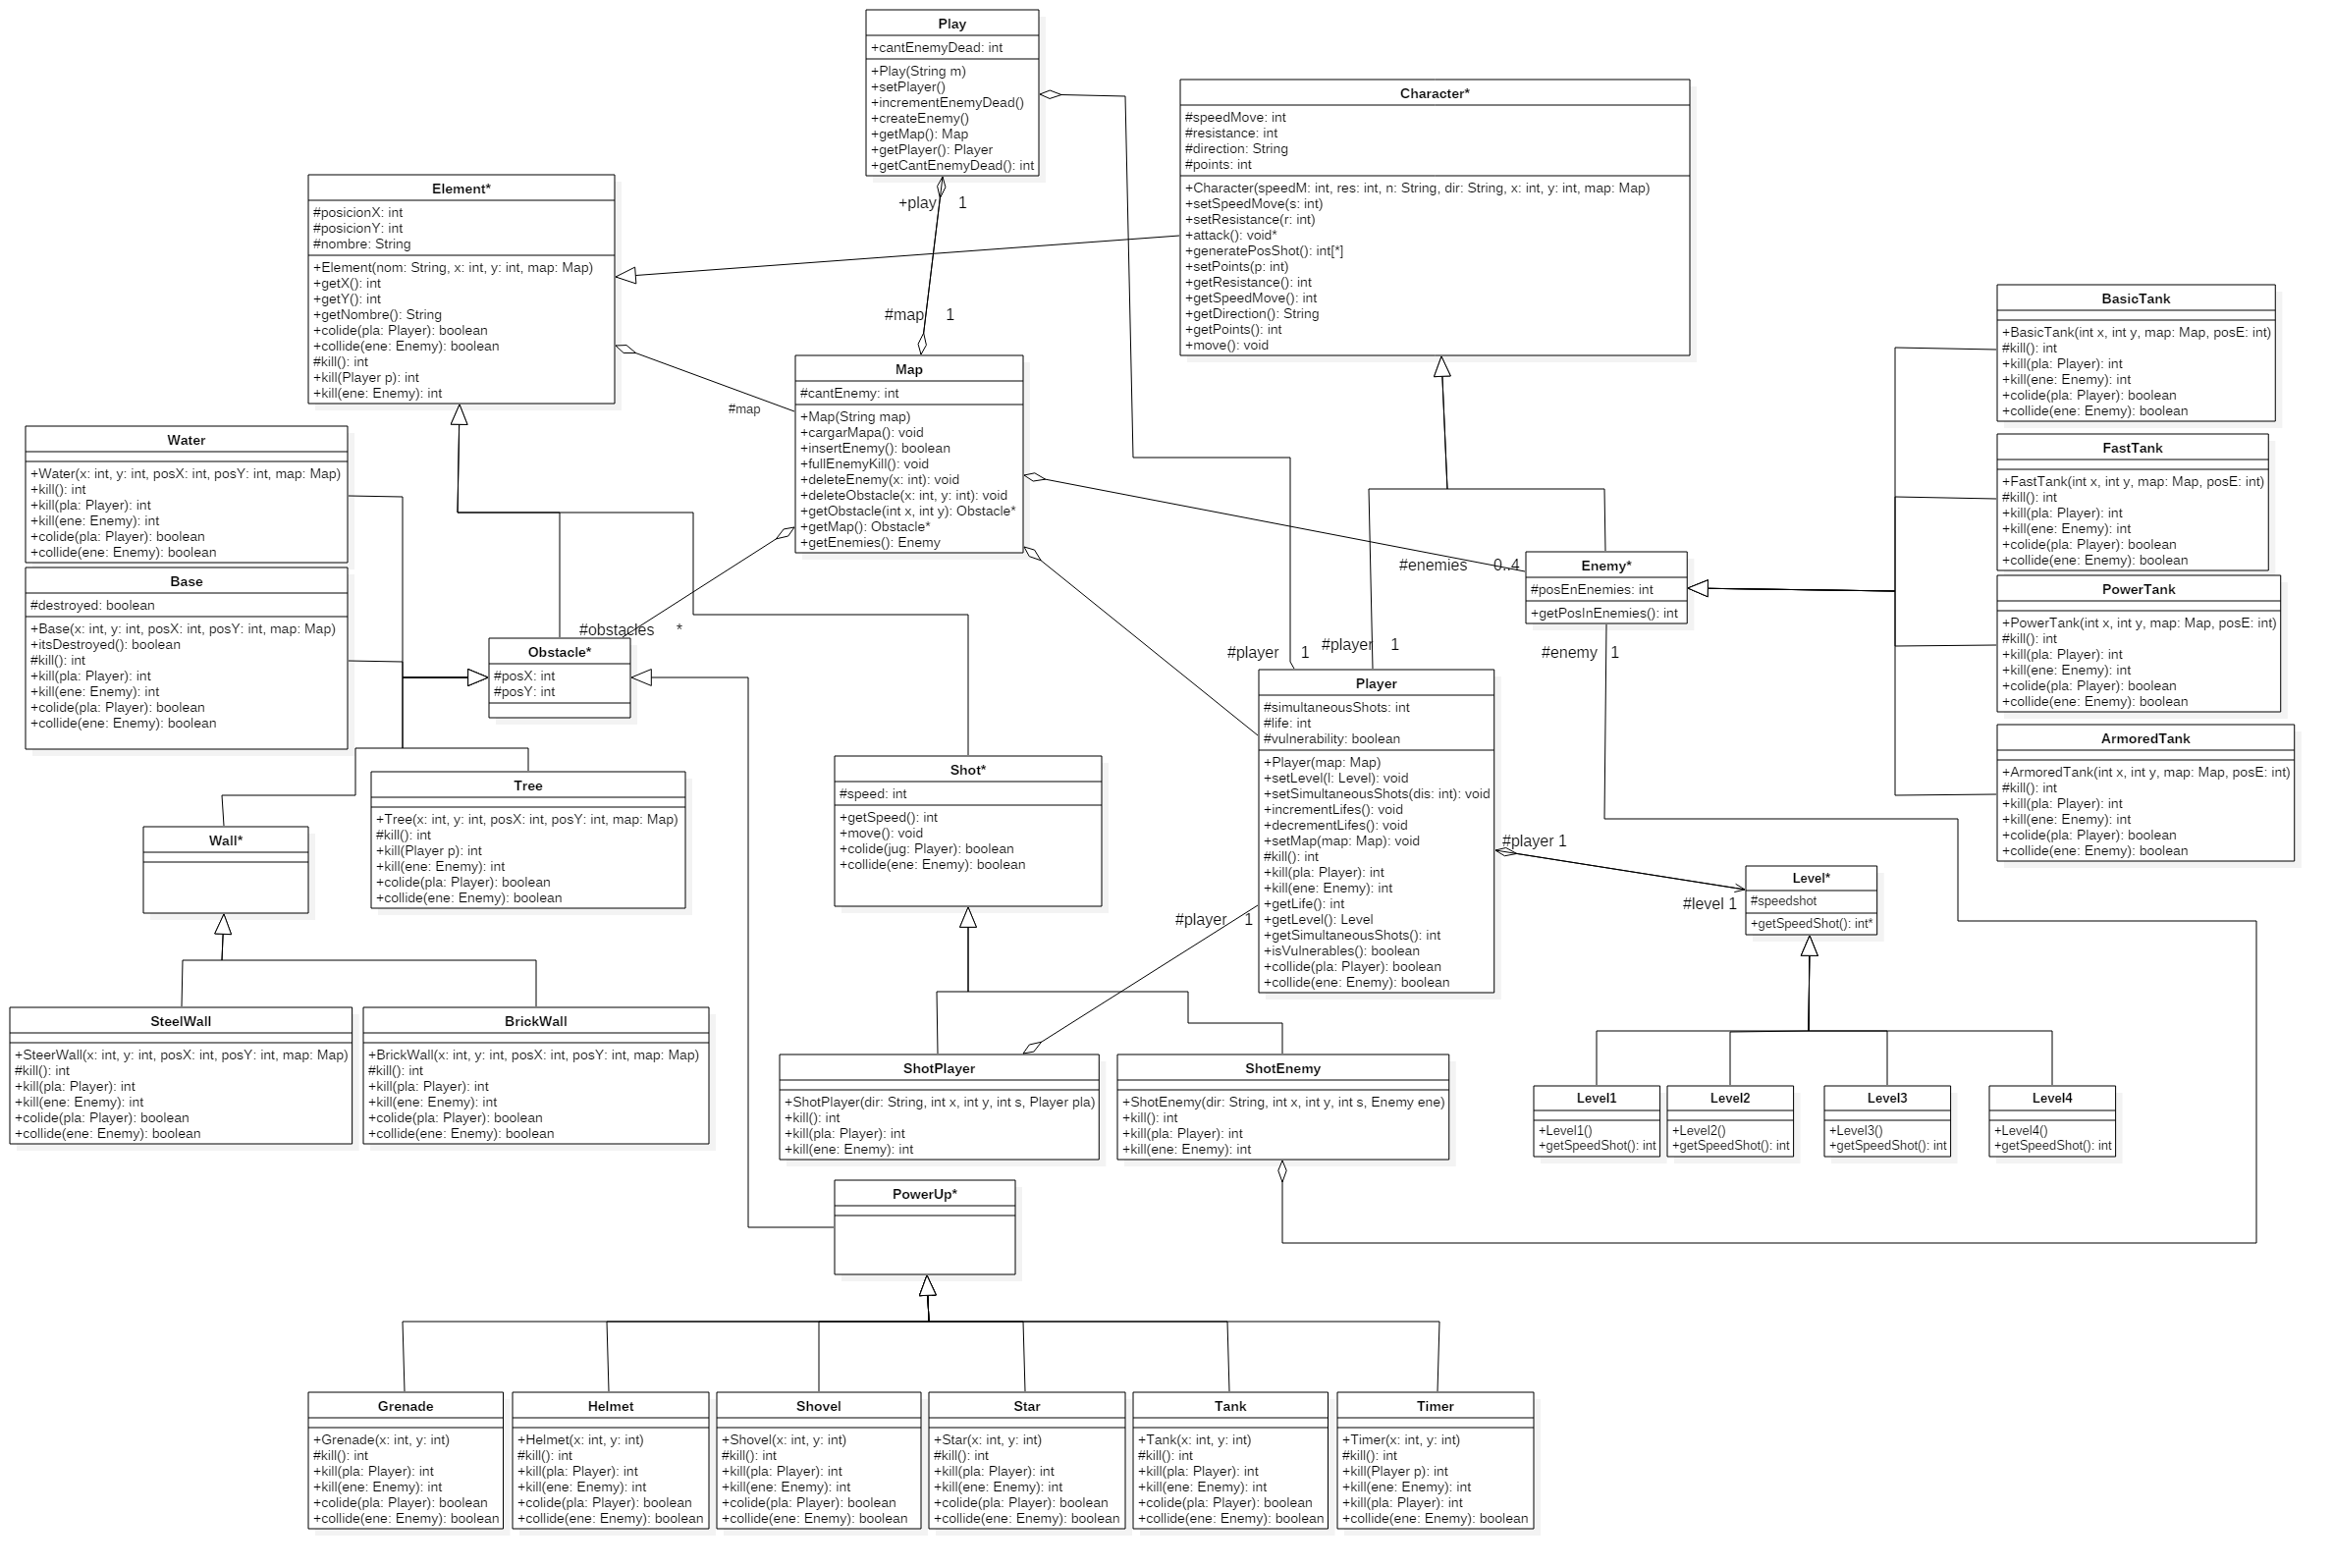 Play
+cantEnemyDead: int
+Play(String m)
+setPlayer()
+incrementEnemyDead()
+createEnemy()
+getMap(): Map
+getPlayer(): Player
+getCantEnemyDead(): int
+play 1
#map 1
Character*
#speedMove: int
#resistance: int
#direction: String
#points: int
+Character(speedM: int, res: int, n: String, dir: String, x: int, y: int, map: Map)
+setSpeedMove(s: int)
+setResistance(r: int)
+attack(): void*
+generatePosShot(): int[*]
+setPoints(p: int)
+getResistance(): int
+getSpeedMove(): int
+getDirection(): String
+getPoints(): int
+move(): void
Element*
#posicionX: int
#posicionY: int
#nombre: String
+Element(nom: String, x: int, y: int, map: Map)
+getX(): int
+getY(): int
+getNombre(): String
+colide(pla: Player): boolean
+collide(ene: Enemy): boolean
#kill(): int
+kill(Player p): int
+kill(ene: Enemy): int
#map
Map
#cantEnemy: int
+Map(String map)
+cargarMapa(): void
+insertEnemy(): boolean
+fullEnemyKill(): void
+deleteEnemy(x: int): void
+deleteObstacle(x: int, y: int): void
+getObstacle(int x, int y): Obstacle*
+getMap(): Obstacle*
+getEnemies(): Enemy
BasicTank
+BasicTank(int x, int y, map: Map, posE: int)
#kill(): int
+kill(pla: Player): int
+kill(ene: Enemy): int
+colide(pla: Player): boolean
+collide(ene: Enemy): boolean
FastTank
+FastTank(int x, int y, map: Map, posE: int)
#kill(): int
+kill(pla: Player): int
+kill(ene: Enemy): int
+colide(pla: Player): boolean
+collide(ene: Enemy): boolean
PowerTank
+PowerTank(int x, int y, map: Map, posE: int)
#kill(): int
+kill(pla: Player): int
+kill(ene: Enemy): int
+colide(pla: Player): boolean
+collide(ene: Enemy): boolean
ArmoredTank
+ArmoredTank(int x, int y, map: Map, posE: int)
#kill(): int
+kill(pla: Player): int
+kill(ene: Enemy): int
+colide(pla: Player): boolean
+collide(ene: Enemy): boolean
Water
+Water(x: int, y: int, posX: int, posY: int, map: Map)
+kill(): int
+kill(pla: Player): int
+kill(ene: Enemy): int
+colide(pla: Player): boolean
+collide(ene: Enemy): boolean
Base
#destroyed: boolean
+Base(x: int, y: int, posX: int, posY: int, map: Map)
+itsDestroyed(): boolean
#kill(): int
+kill(pla: Player): int
+kill(ene: Enemy): int
+colide(pla: Player): boolean
+collide(ene: Enemy): boolean
#obstacles *
Obstacle*
#posX: int
#posY: int
#enemies 0..4
Enemy*
#posEnEnemies: int
+getPosInEnemies(): int
#player 1
#player 1
#enemy 1
Player
#simultaneousShots: int
#life: int
#vulnerability: boolean
+Player(map: Map)
+setLevel(l: Level): void
+setSimultaneousShots(dis: int): void
+incrementLifes(): void
+decrementLifes(): void
+setMap(map: Map): void
#kill(): int
+kill(pla: Player): int
+kill(ene: Enemy): int
+getLife(): int
+getLevel(): Level
+getSimultaneousShots(): int
+isVulnerables(): boolean
+collide(pla: Player): boolean
+collide(ene: Enemy): boolean
#player 1
#level 1
#player 1
Level*
#speedshot
+getSpeedShot(): int*
Shot*
#speed: int
+getSpeed(): int
+move(): void
+colide(jug: Player): boolean
+collide(ene: Enemy): boolean
Tree
+Tree(x: int, y: int, posX: int, posY: int, map: Map)
#kill(): int
+kill(Player p): int
+kill(ene: Enemy): int
+colide(pla: Player): boolean
+collide(ene: Enemy): boolean
Wall*
SteelWall
+SteerWall(x: int, y: int, posX: int, posY: int, map: Map)
#kill(): int
+kill(pla: Player): int
+kill(ene: Enemy): int
+colide(pla: Player): boolean
+collide(ene: Enemy): boolean
BrickWall
+BrickWall(x: int, y: int, posX: int, posY: int, map: Map)
#kill(): int
+kill(pla: Player): int
+kill(ene: Enemy): int
+colide(pla: Player): boolean
+collide(ene: Enemy): boolean
ShotPlayer
+ShotPlayer(dir: String, int x, int y, int s, Player pla)
+kill(): int
+kill(pla: Player): int
+kill(ene: Enemy): int
ShotEnemy
+ShotEnemy(dir: String, int x, int y, int s, Enemy ene)
+kill(): int
+kill(pla: Player): int
+kill(ene: Enemy): int
Level1
+Level1()
+getSpeedShot(): int
Level2
+Level2()
+getSpeedShot(): int
Level3
+Level3()
+getSpeedShot(): int
Level4
+Level4()
+getSpeedShot(): int
PowerUp*
Grenade
+Grenade(x: int, y: int)
#kill(): int
+kill(pla: Player): int
+kill(ene: Enemy): int
+colide(pla: Player): boolean
+collide(ene: Enemy): boolean
Helmet
+Helmet(x: int, y: int)
#kill(): int
+kill(pla: Player): int
+kill(ene: Enemy): int
+colide(pla: Player): boolean
+collide(ene: Enemy): boolean
Shovel
+Shovel(x: int, y: int)
#kill(): int
+kill(pla: Player): int
+kill(ene: Enemy): int
+colide(pla: Player): boolean
+collide(ene: Enemy): boolean
Star
+Star(x: int, y: int)
#kill(): int
+kill(pla: Player): int
+kill(ene: Enemy): int
+colide(pla: Player): boolean
+collide(ene: Enemy): boolean
Tank
+Tank(x: int, y: int)
#kill(): int
+kill(pla: Player): int
+kill(ene: Enemy): int
+colide(pla: Player): boolean
+collide(ene: Enemy): boolean
Timer
+Timer(x: int, y: int)
#kill(): int
+kill(Player p): int
+kill(ene: Enemy): int
+kill(pla: Player): int
+collide(ene: Enemy): boolean